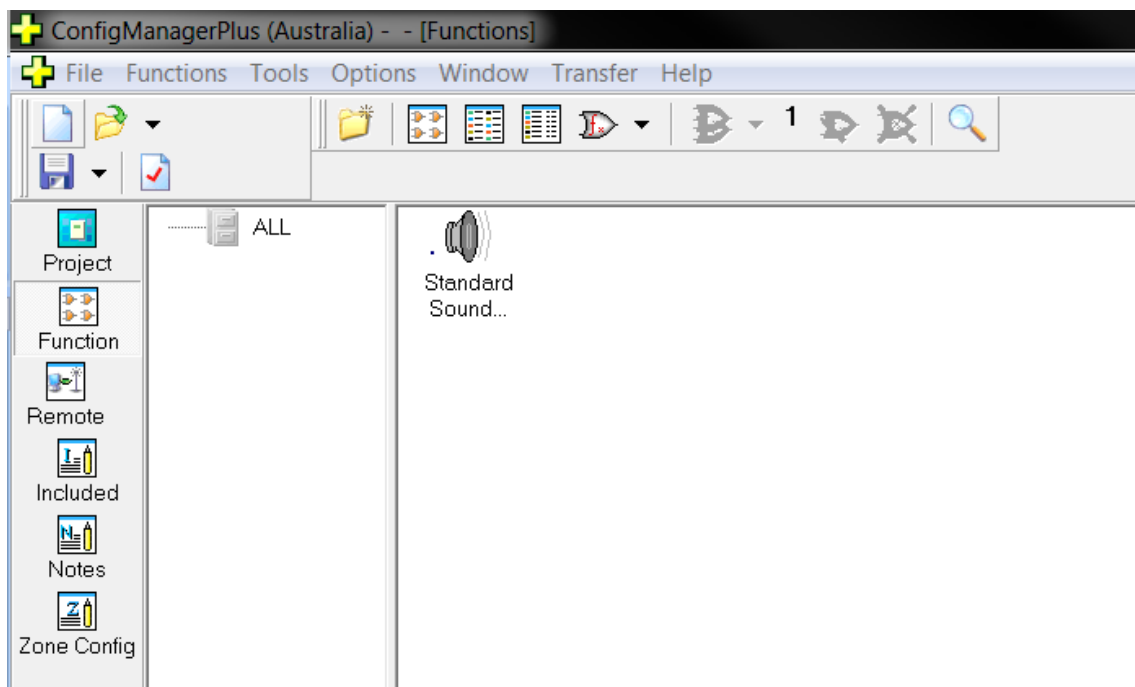 ConfigManagerPlus (Australia) - - [Functions]
File Functions Tools Options Window Transfer Help
1
Project
Function
Remote
Included
Notes
Zone Config
ALL
Standard
Sound...